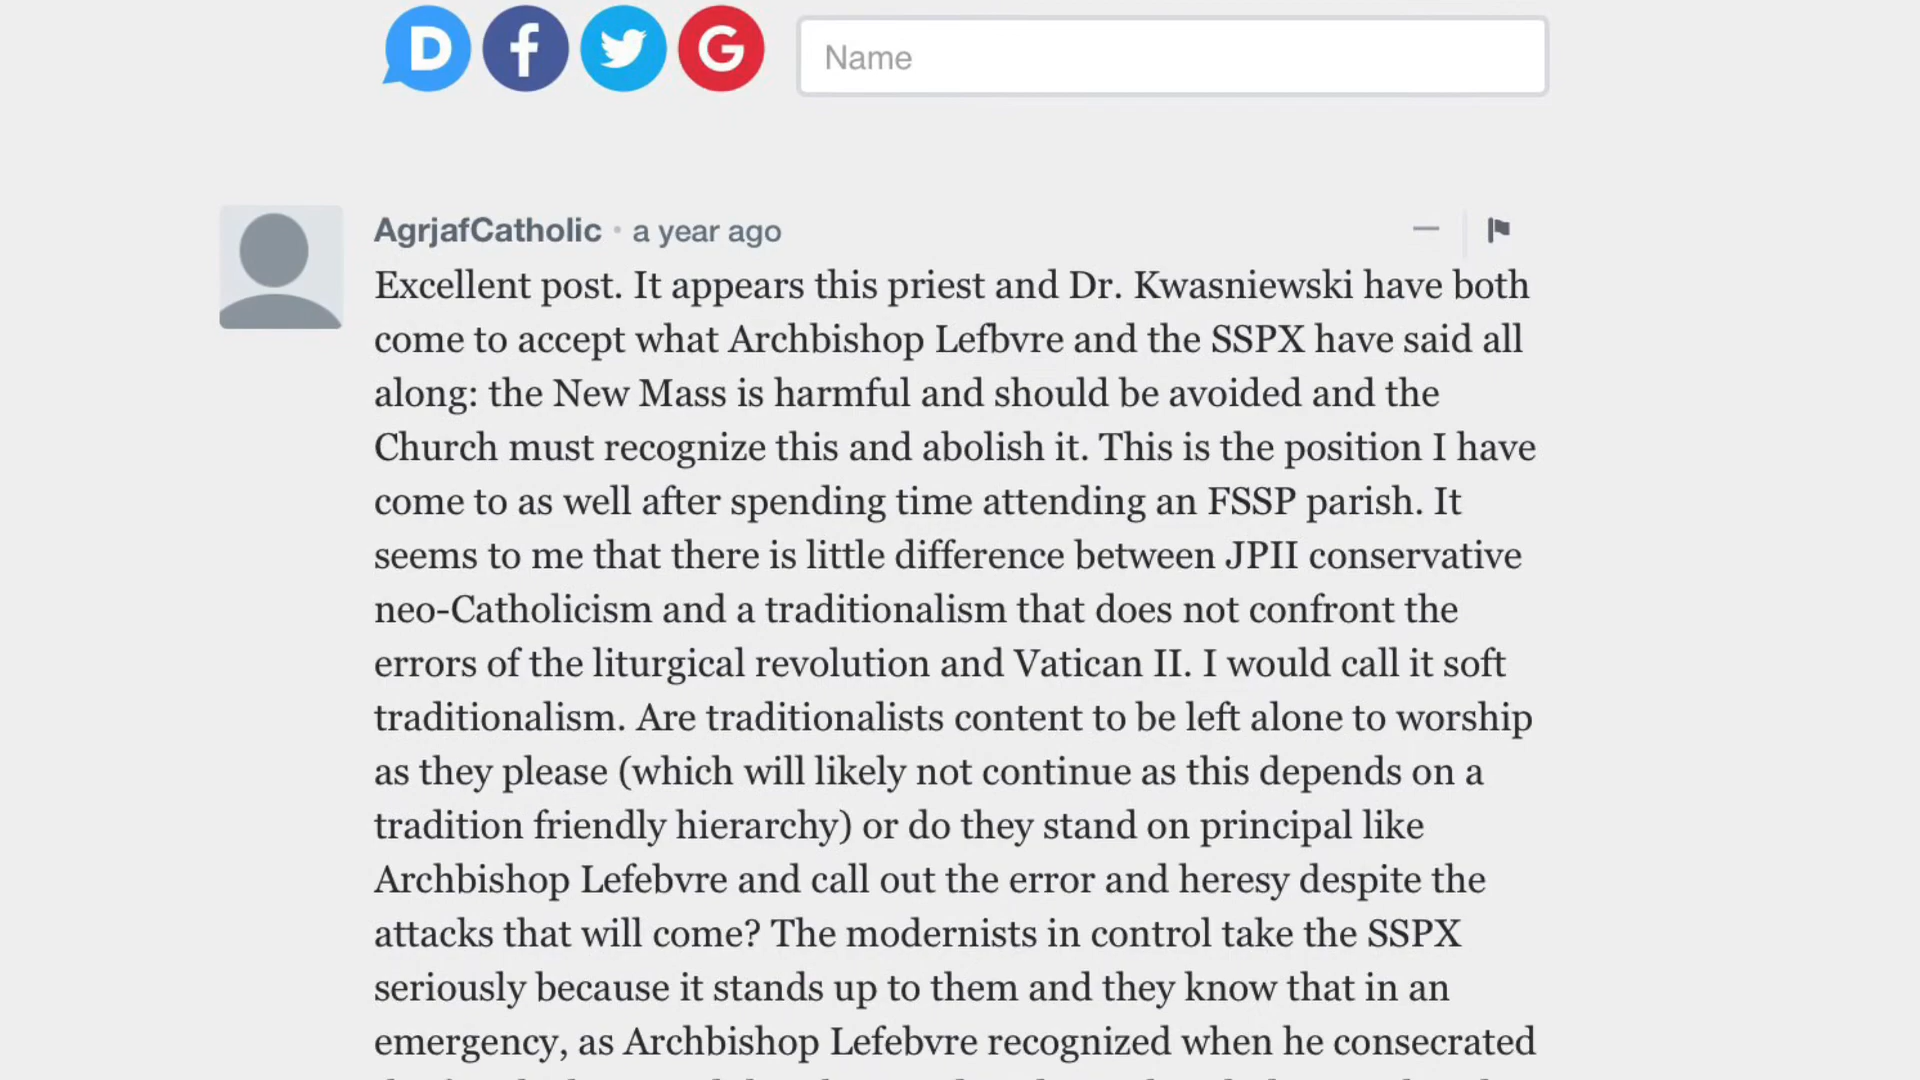 D f G Name
AgrjafCatholic • a year ago
Excellent post. It appears this priest and Dr. Kwasniewski have both
come to accept what Archbishop Lefbvre and the SSPX have said all
along: the New Mass is harmful and should be avoided and the
Church must recognize this and abolish it. This is the position I have
come to as well after spending time attending an FSSP parish. It
seems to me that there is little difference between JPII conservative
neo-Catholicism and a traditionalism that does not confront the
errors of the liturgical revolution and Vatican II. I would call it soft
traditionalism. Are traditionalists content to be left alone to worship
as they please (which will likely not continue as this depends on a
tradition friendly hierarchy) or do they stand on principal like
Archbishop Lefebvre and call out the error and heresy despite the
attacks that will come? The modernists in control take the SSPX
seriously because it stands up to them and they know that in an
emergency, as Archbishop Lefebvre recognized when he consecrated